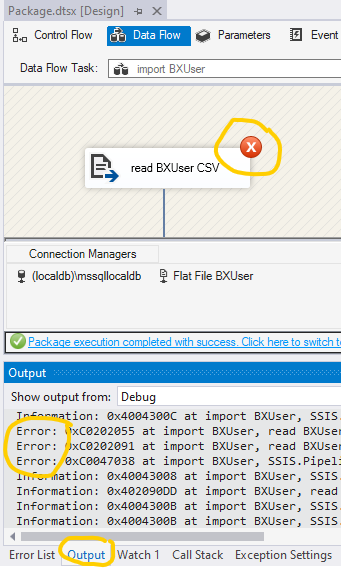 Package.dtsx [Design]
Control Flow Data Flow Parameters Event
Data Flow Task: import BXUser
X
read BXUser CSV
Connection Managers
(localdb)\mssqllocaldb Flat File BXUser
Package execution completed with success. Click here to switch to
Output
Show output from: Debug
Information: 0x4004300C at import BXUser, SSIS.
Error: 0xC0202055 at import BXUser, read BXUser
Error: 0xC0202091 at import BXUser, read BXUser
Error: 0xC0047038 at import BXUser, SSIS.Pipeli
Information: 0x40043008 at import BXUser, SSIS.
Information: 0x402090DD at import BXUser, read
Information: 0x4004300B at import BXUser, SSIS.
Information: 0x4004300B at import BXUser, SSIS.
Error List Output Watch 1 Call Stack Exception Settings